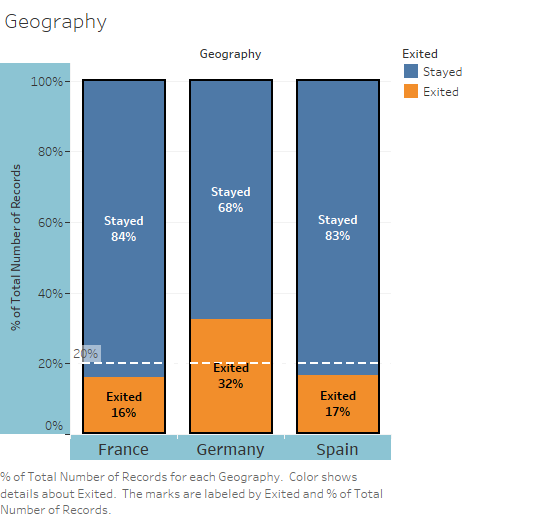 Geography
Geography
Exited
Stayed
Exited
% of Total Number of Records
100%
80%
60%
40%
20%
0%
20%
Stayed
84%
Exited
16%
Stayed
68%
Exited
32%
Stayed
83%
Exited
17%
France
Germany
Spain
% of Total Number of Records for each Geography. Color shows
details about Exited. The marks are labeled by Exited and % of Total
Number of Records.